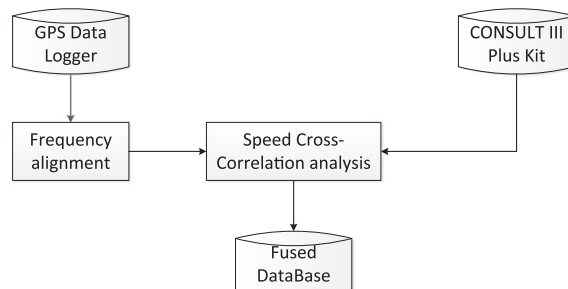 GPS Data
Logger
CONSULT III
Plus Kit
Frequency
alignment
Speed Cross-
Correlation analysis
Fused
DataBase